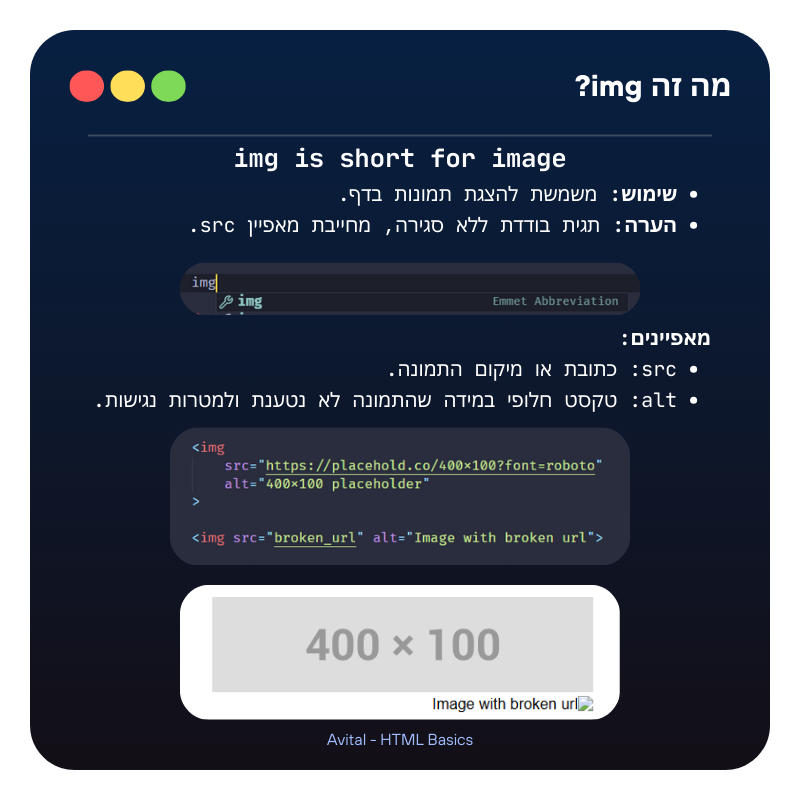 מה זה img?
img is short for image
שימוש: משמשת להצגת תמונות בדף.
הערה: תגית בודדת ללא סגירה, מחייבת מאפיין src.
img
img Emmet Abbreviation
מאפיינים:
src: כתובת או מיקום התמונה.
alt: טקסט חלופי במידה שהתמונה לא נטענת ולמטרות נגישות.
<img
src="https://placehold.co/400×100?font=roboto"
alt="400×100 placeholder"
>
<img src="broken_url" alt="Image with broken url">
400 × 100
Image with broken url
Avital - HTML Basics